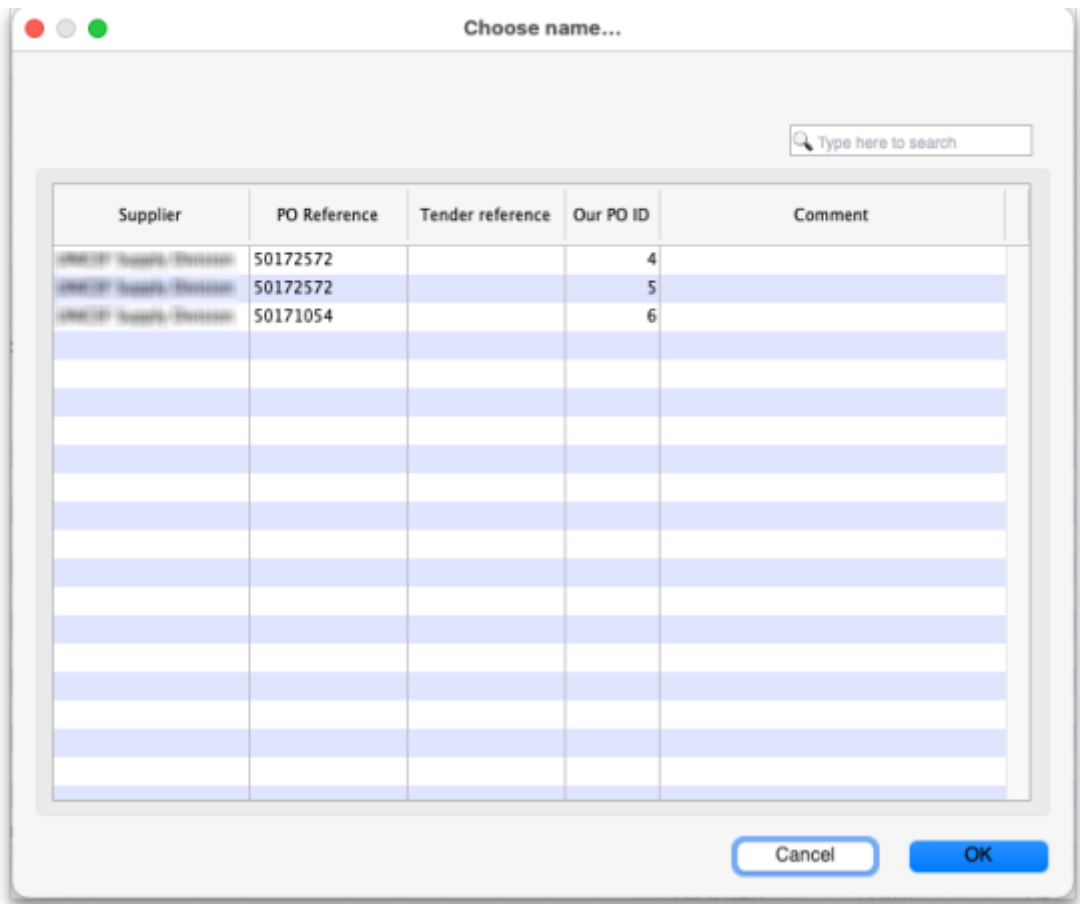 Choose name...
Type here to search
Supplier PO Reference Tender reference Our PO ID Comment
50172572 4
50172572 5
50171054 6
Cancel OK